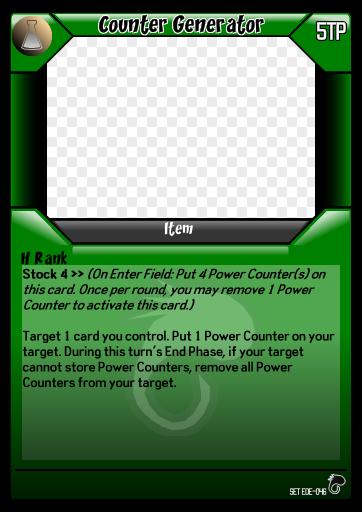 Counter Generator
5TP
Item
H Rank
Stock 4 >> (On Enter Field: Put 4 Power Counter(s) on
this card. Once per round, you may remove 1 Power
Counter to activate this card.)
Target 1 card you control. Put 1 Power Counter on your
target. During this turn's End Phase, if your target
cannot store Power Counters, remove all Power
Counters from your target.
SET EOE-046